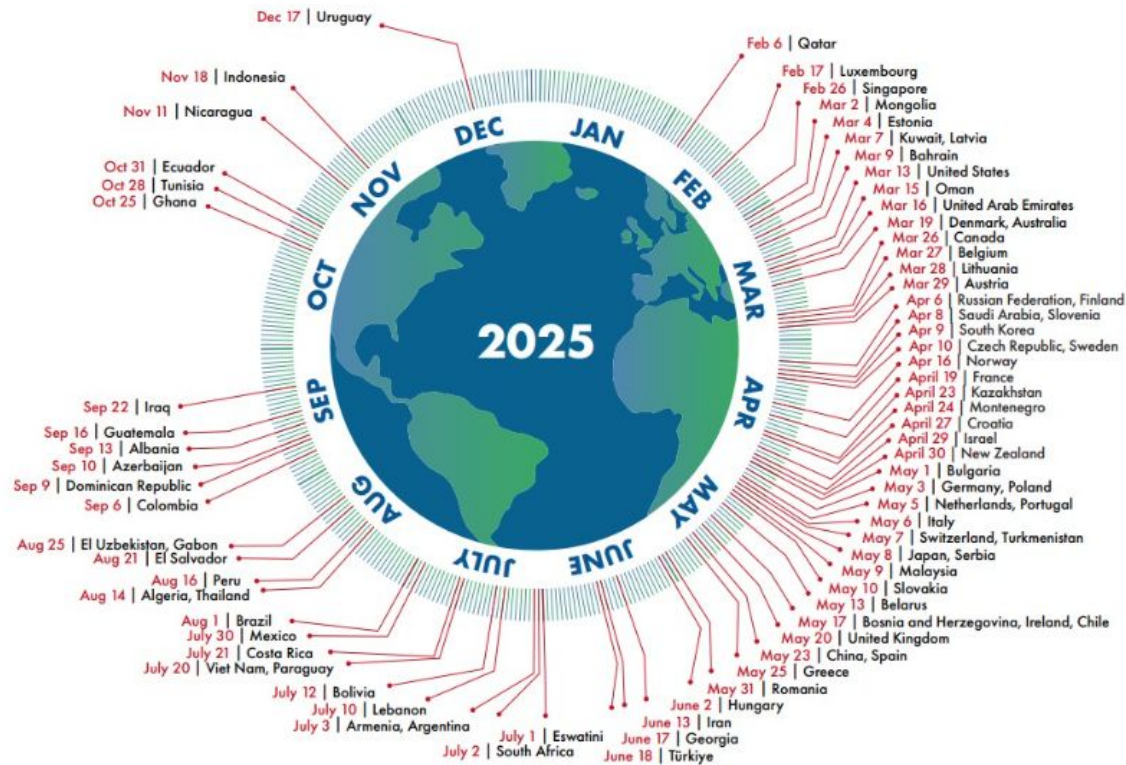 Dec 17 | Uruguay
Nov 18 | Indonesia
Nov 11 | Nicaragua
Oct 31 | Ecuador
Oct 28 | Tunisia
Oct 25 | Ghana
Sep 22 | Iraq
Sep 16 | Guatemala
Sep 13 | Albania
Sep 10 | Azerbaijan
Sep 9 | Dominican Republic
Sep 6 | Colombia
Aug 25 | El Uzbekistan, Gabon
Aug 21 | El Salvador
Aug 16 | Peru
Aug 14 | Algeria, Thailand
Aug 1 | Brazil
July 30 | Mexico
July 21 | Costa Rica
July 20 | Viet Nam, Paraguay
July 12 | Bolivia
July 10 | Lebanon
July 3 | Armenia, Argentina
July 2 | South Africa
July 1 | Eswatini
JAN
FEB
MAR
APR
MAY
JUNE
JULY
AUG
SEP
OCT
NOV
DEC
2025
Feb 6 | Qatar
Feb 17 | Luxembourg
Feb 26 | Singapore
Mar 2 | Mongolia
Mar 4 | Estonia
Mar 7 | Kuwait, Latvia
Mar 9 | Bahrain
Mar 13 | United States
Mar 15 | Oman
Mar 16 | United Arab Emirates
Mar 19 | Denmark, Australia
Mar 26 | Canada
Mar 27 | Belgium
Mar 28 | Lithuania
Mar 29 | Austria
Apr 6 | Russian Federation, Finland
Apr 8 | Saudi Arabia, Slovenia
Apr 9 | South Korea
Apr 10 | Czech Republic, Sweden
Apr 16 | Norway
April 19 | France
April 23 | Kazakhstan
April 24 | Montenegro
April 27 | Croatia
April 29 | Israel
April 30 | New Zealand
May 1 | Bulgaria
May 3 | Germany, Poland
May 5 | Netherlands, Portugal
May 6 | Italy
May 7 | Switzerland, Turkmenistan
May 8 | Japan, Serbia
May 9 | Malaysia
May 10 | Slovakia
May 13 | Belarus
May 17 | Bosnia and Herzegovina, Ireland, Chile
May 20 | United Kingdom
May 23 | China, Spain
May 25 | Greece
May 31 | Romania
June 2 | Hungary
June 13 | Iran
June 17 | Georgia
June 18 | Türkiye